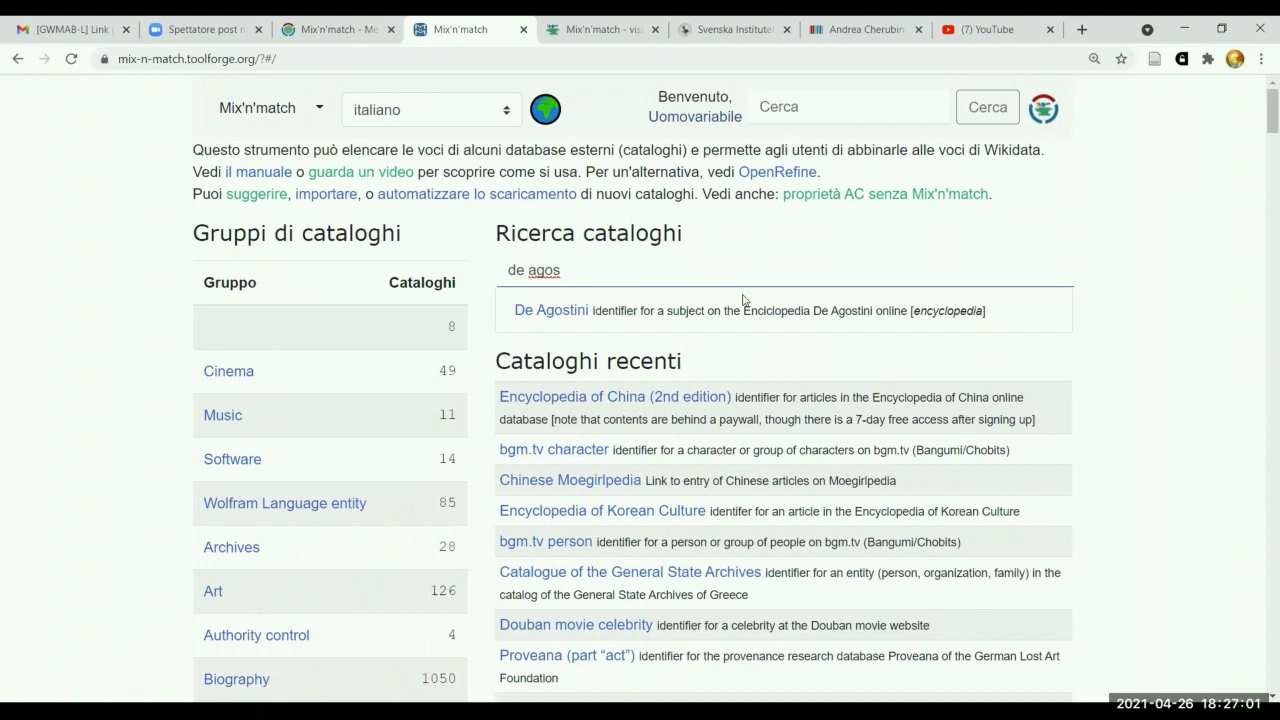 [GWMAB-L] Link
Spettatore post
Mix'n'match - Me
Mix'n'match
Mix'n'match - vis
Svenska Institutet
Andrea Cherubin
(7) YouTube
mix-n-match.toolforge.org/?#/
Mix'n'match
italiano
Benvenuto,
Uomovariabile
Cerca
Cerca
Questo strumento può elencare le voci di alcuni database esterni (cataloghi) e permette agli utenti di abbinarle alle voci di Wikidata.
Vedi il manuale o guarda un video per scoprire come si usa. Per un'alternativa, vedi OpenRefine.
Puoi suggerire, importare, o automatizzare lo scaricamento di nuovi cataloghi. Vedi anche: proprietà AC senza Mix'n'match.
Gruppi di cataloghi
Gruppo Cataloghi
8
Cinema 49
Music 11
Software 14
Wolfram Language entity 85
Archives 28
Art 126
Authority control 4
Biography 1050
Ricerca cataloghi
de agos
De Agostini identifier for a subject on the Enciclopedia De Agostini online [encyclopedia]
Cataloghi recenti
Encyclopedia of China (2nd edition) identifier for articles in the Encyclopedia of China online
database [note that contents are behind a paywall, though there is a 7-day free access after signing up]
bgm.tv character identifier for a character or group of characters on bgm.tv (Bangumi/Chobits)
Chinese Moegirlpedia Link to entry of Chinese articles on Moegirlpedia
Encyclopedia of Korean Culture identifer for an article in the Encyclopedia of Korean Culture
bgm.tv person identifier for a person or group of people on bgm.tv (Bangumi/Chobits)
Catalogue of the General State Archives identifier for an entity (person, organization, family) in the
catalog of the General State Archives of Greece
Douban movie celebrity identifier for a celebrity at the Douban movie website
Proveana (part “act”) identifier for the provenance research database Proveana of the German Lost Art
Foundation
2021-04-26 18:27:01